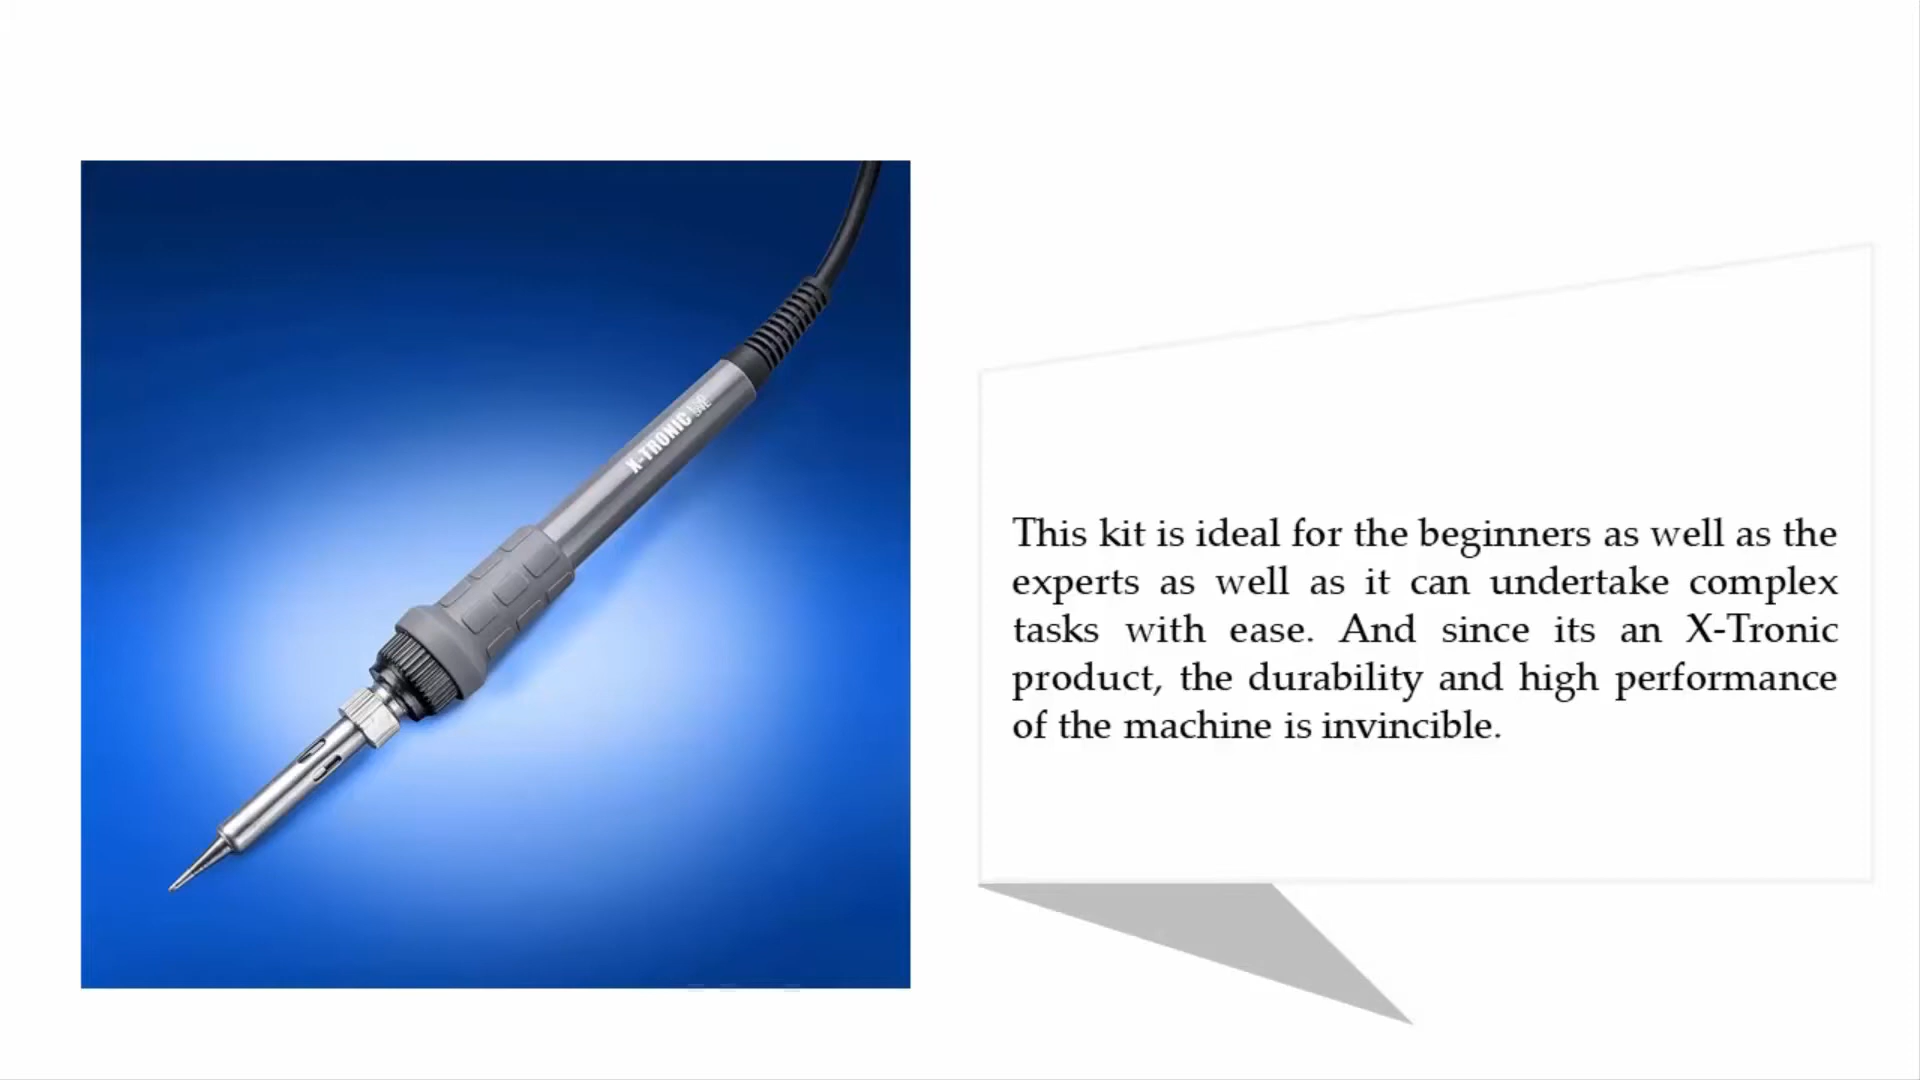 X-TRONIC
This kit is ideal for the beginners as well as the
experts as well as it can undertake complex
tasks with ease. And since its an X-Tronic
product, the durability and high performance
of the machine is invincible.